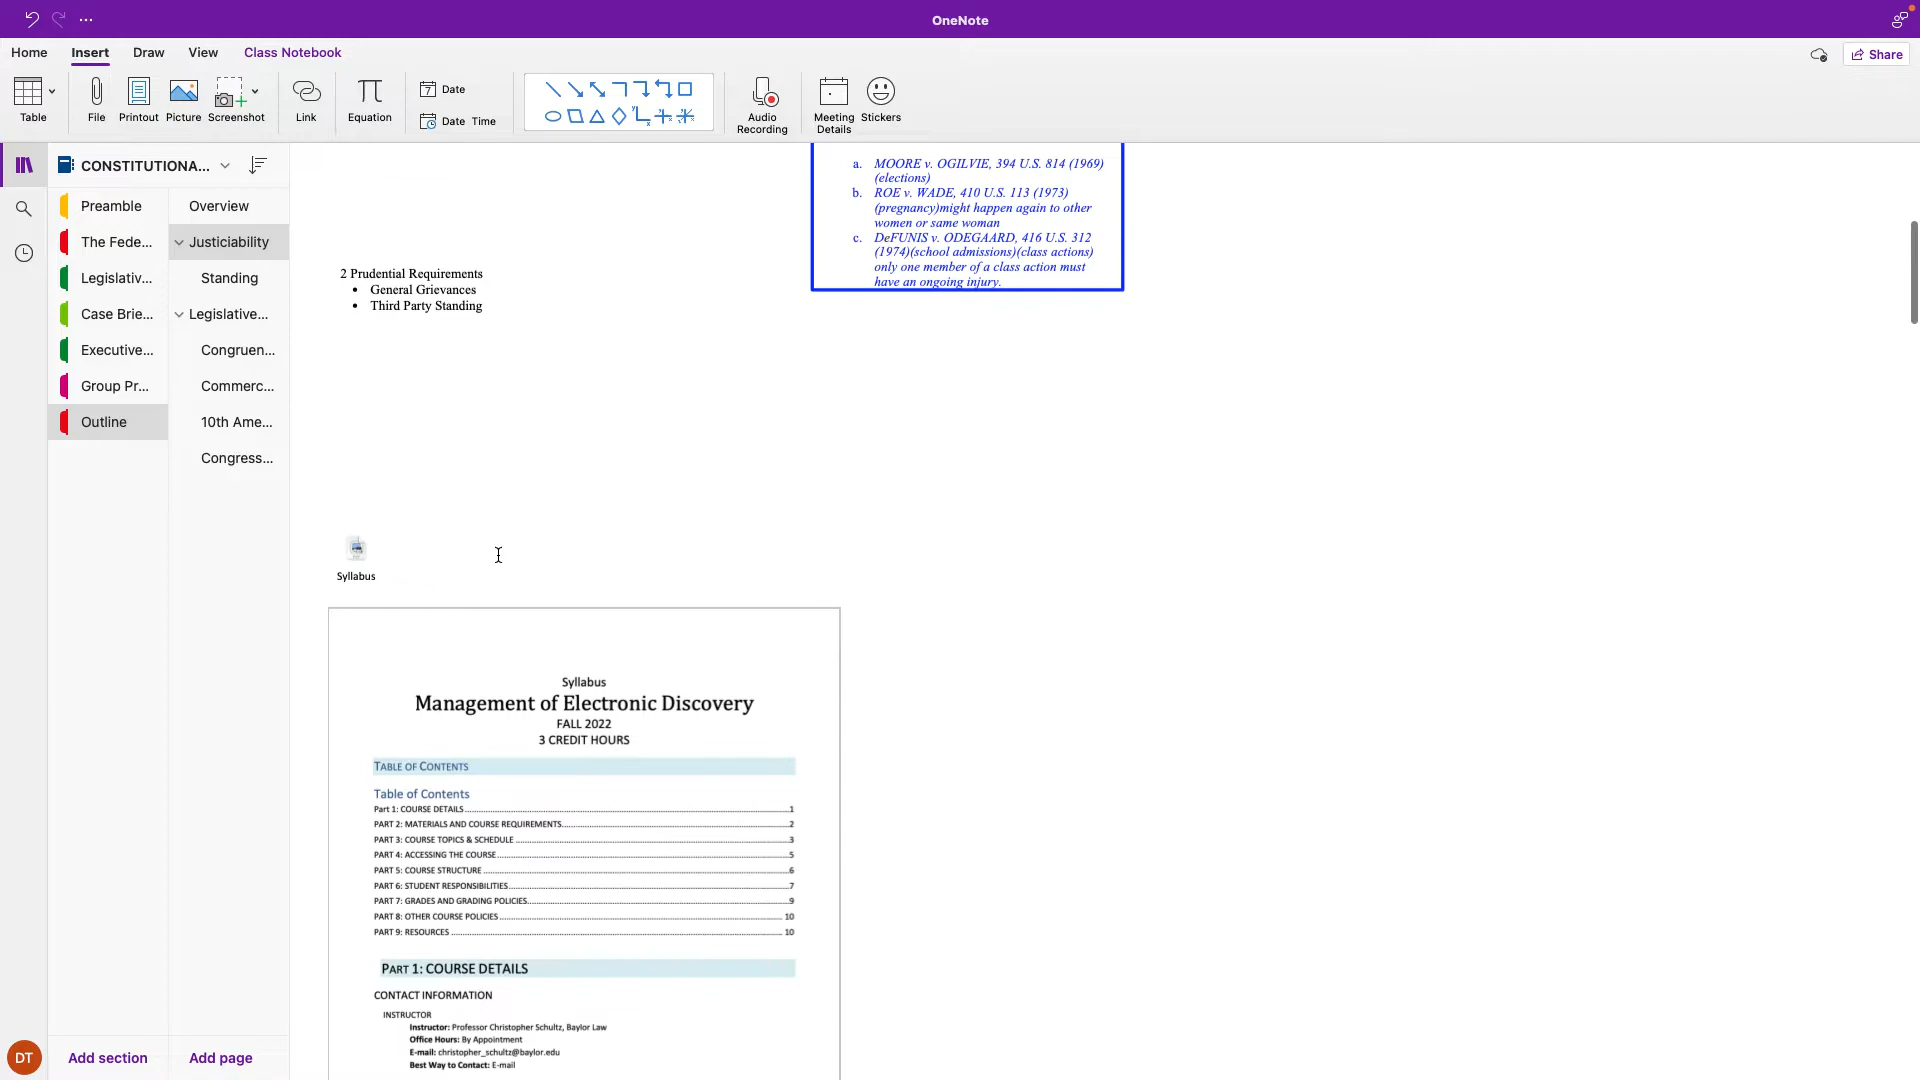 OneNote
Home
Insert
Draw
View
Class Notebook
Share
Table
File
Printout
Picture
Screenshot
Link
Equation
Date
Date Time
Audio Recording
Meeting Details
Stickers
CONSTITUTIONA...
Preamble
The Fede...
Legislativ...
Case Brie...
Executive...
Group Pr...
Outline
Overview
Justiciability
Standing
Legislative...
Congruen...
Commerc...
10th Ame...
Congress...
a. MOORE v. OGILVIE, 394 U.S. 814 (1969)
(elections)
b. ROE v. WADE, 410 U.S. 113 (1973)
(pregnancy)might happen again to other
women or same woman
c. DeFUNIS v. ODEGAARD, 416 U.S. 312
(1974)(school admissions)(class actions)
only one member of a class action must
have an ongoing injury.
2 Prudential Requirements
• General Grievances
• Third Party Standing
Syllabus
Syllabus
Management of Electronic Discovery
FALL 2022
3 CREDIT HOURS
TABLE OF CONTENTS
Table of Contents
Part 1: COURSE DETAILS 1
PART 2: MATERIALS AND COURSE REQUIREMENTS 2
PART 3: COURSE TOPICS & SCHEDULE 3
PART 4: ACCESSING THE COURSE 5
PART 5: COURSE STRUCTURE 6
PART 6: STUDENT RESPONSIBILITIES 7
PART 7: GRADES AND GRADING POLICIES 9
PART 8: OTHER COURSE POLICIES 10
PART 9: RESOURCES 10
PART 1: COURSE DETAILS
CONTACT INFORMATION
INSTRUCTOR
Instructor: Professor Christopher Schultz, Baylor Law
Office Hours: By Appointment
E-mail: christopher_schultz@baylor.edu
Best Way to Contact: E-mail
DT
Add section
Add page